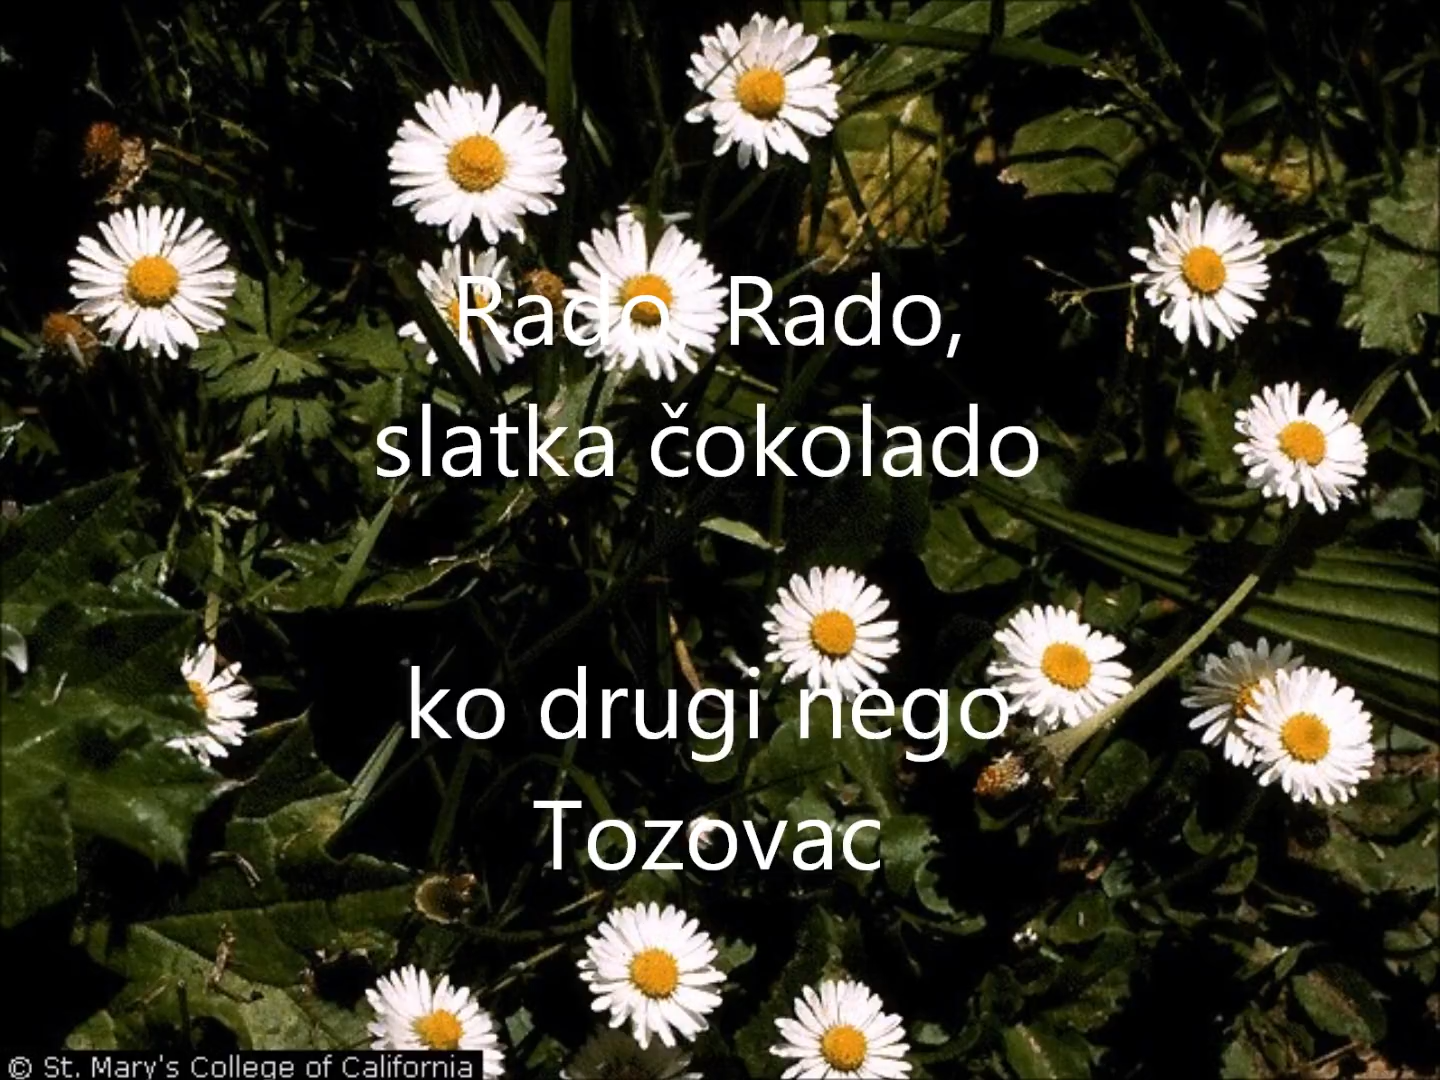 Rado, Rado,
slatka čokolado
ko drugi nego
Tozovac
© St. Mary's College of California